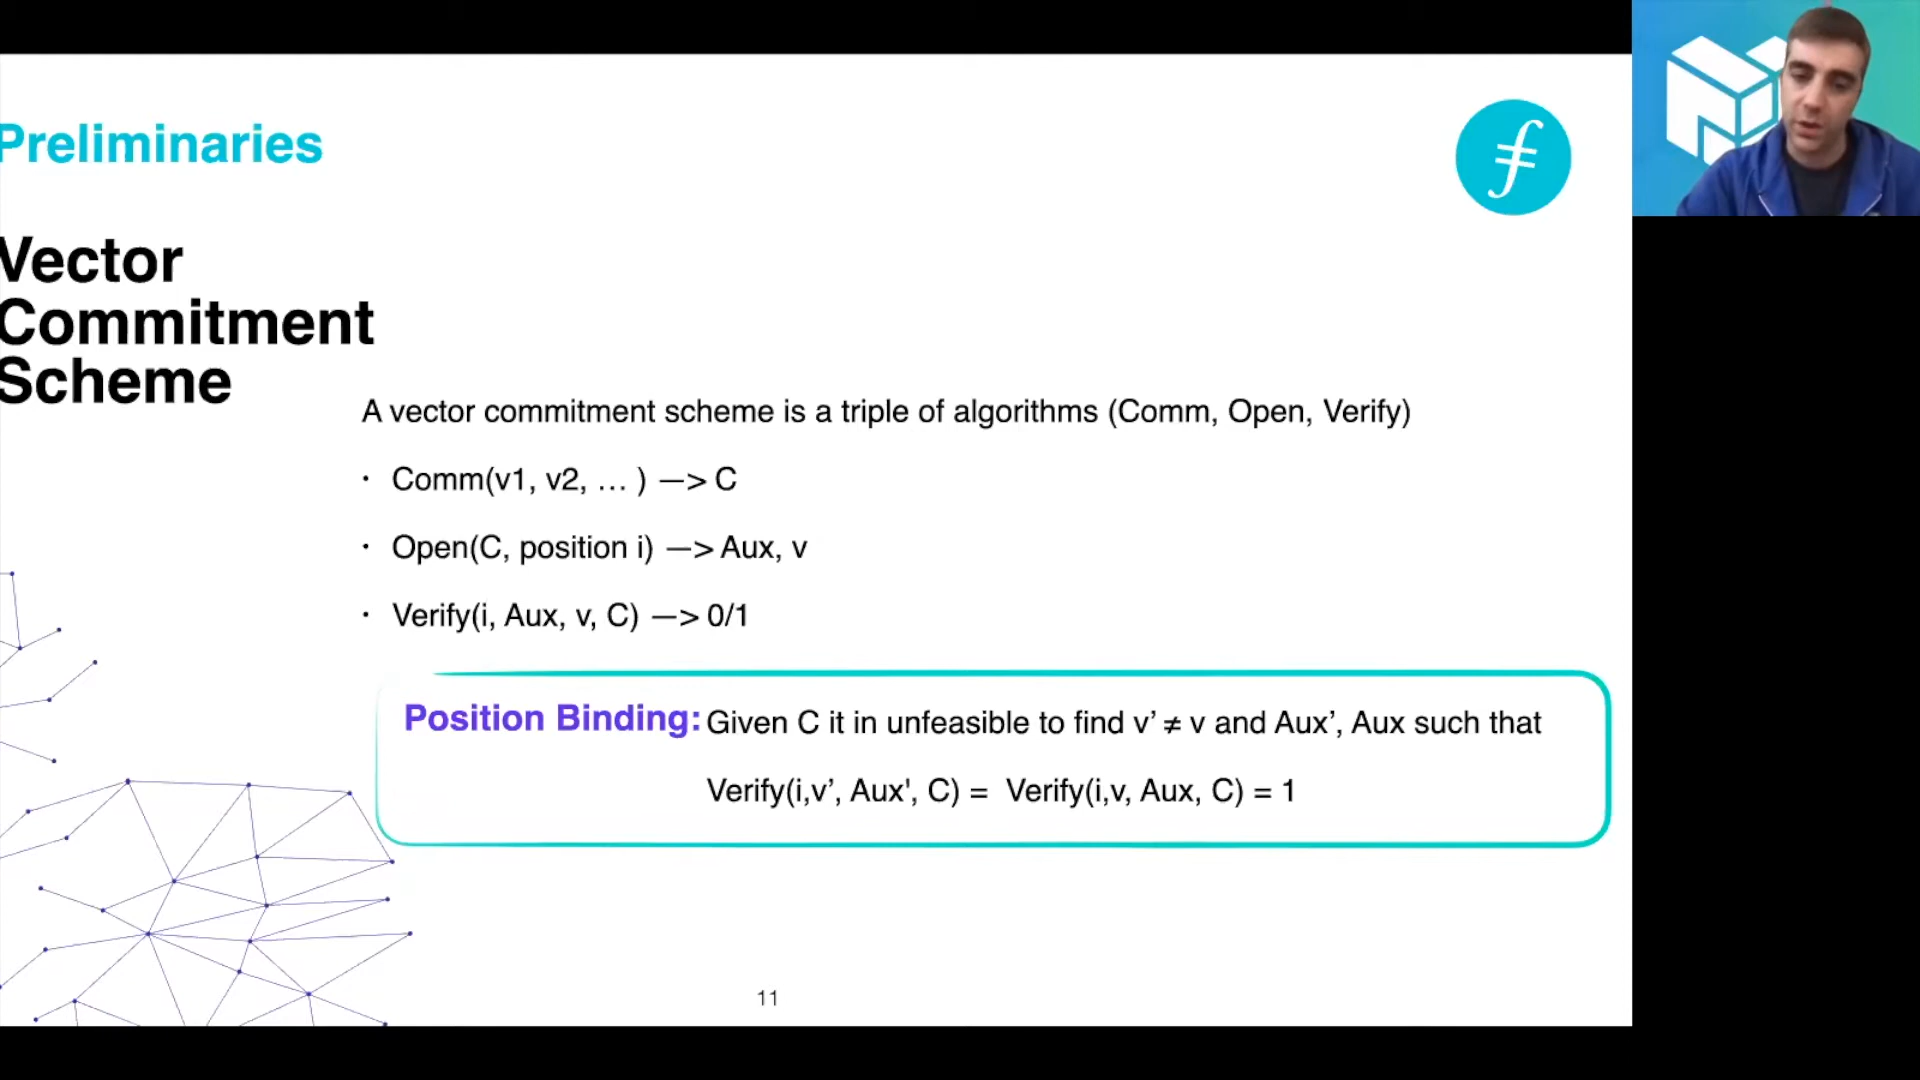 Preliminaries
Vector
Commitment
Scheme
A vector commitment scheme is a triple of algorithms (Comm, Open, Verify)
· Comm(v1, v2, … ) —> C
· Open(C, position i) —> Aux, v
· Verify(i, Aux, v, C) —> 0/1
Position Binding: Given C it in unfeasible to find v’ ≠ v and Aux’, Aux such that
Verify(i,v’, Aux', C) = Verify(i,v, Aux, C) = 1
11